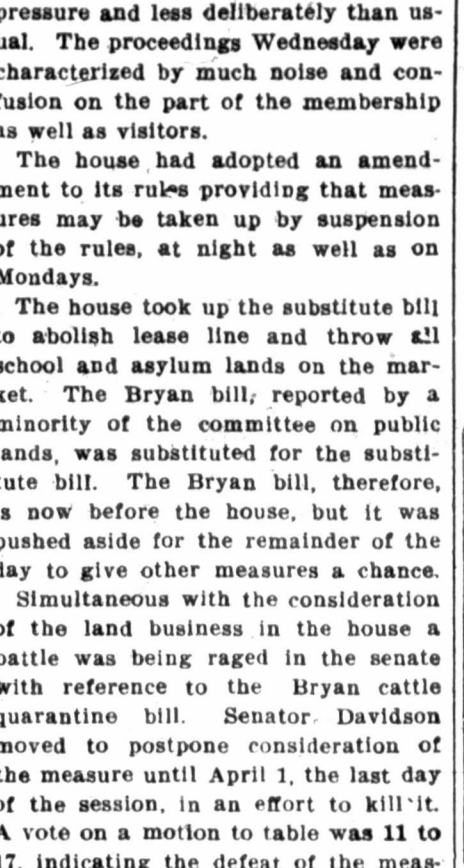 pressure and less deliberately than us-
ual. The proceedings Wednesday were
characterized by much noise and con-
fusion on the part of the membership
as well as visitors.
The house had adopted an amend-
ment to its rules providing that meas-
ures may be taken up by suspension
of the rules, at night as well as on
Mondays.
The house took up the substitute bill
to abolish lease line and throw all
school and asylum lands on the mar-
ket. The Bryan bill, reported by a
minority of the committee on public
lands, was substituted for the substi-
tute bill. The Bryan bill, therefore,
is now before the house, but it was
pushed aside for the remainder of the
day to give other measures a chance.
Simultaneous with the consideration
of the land business in the house a
battle was being raged in the senate
with reference to the Bryan cattle
quarantine bill. Senator Davidson
moved to postpone consideration of
the measure until April 1, the last day
of the session, in an effort to kill it.
A vote on a motion to table was 11 to
17, indicating the defeat of the meas-